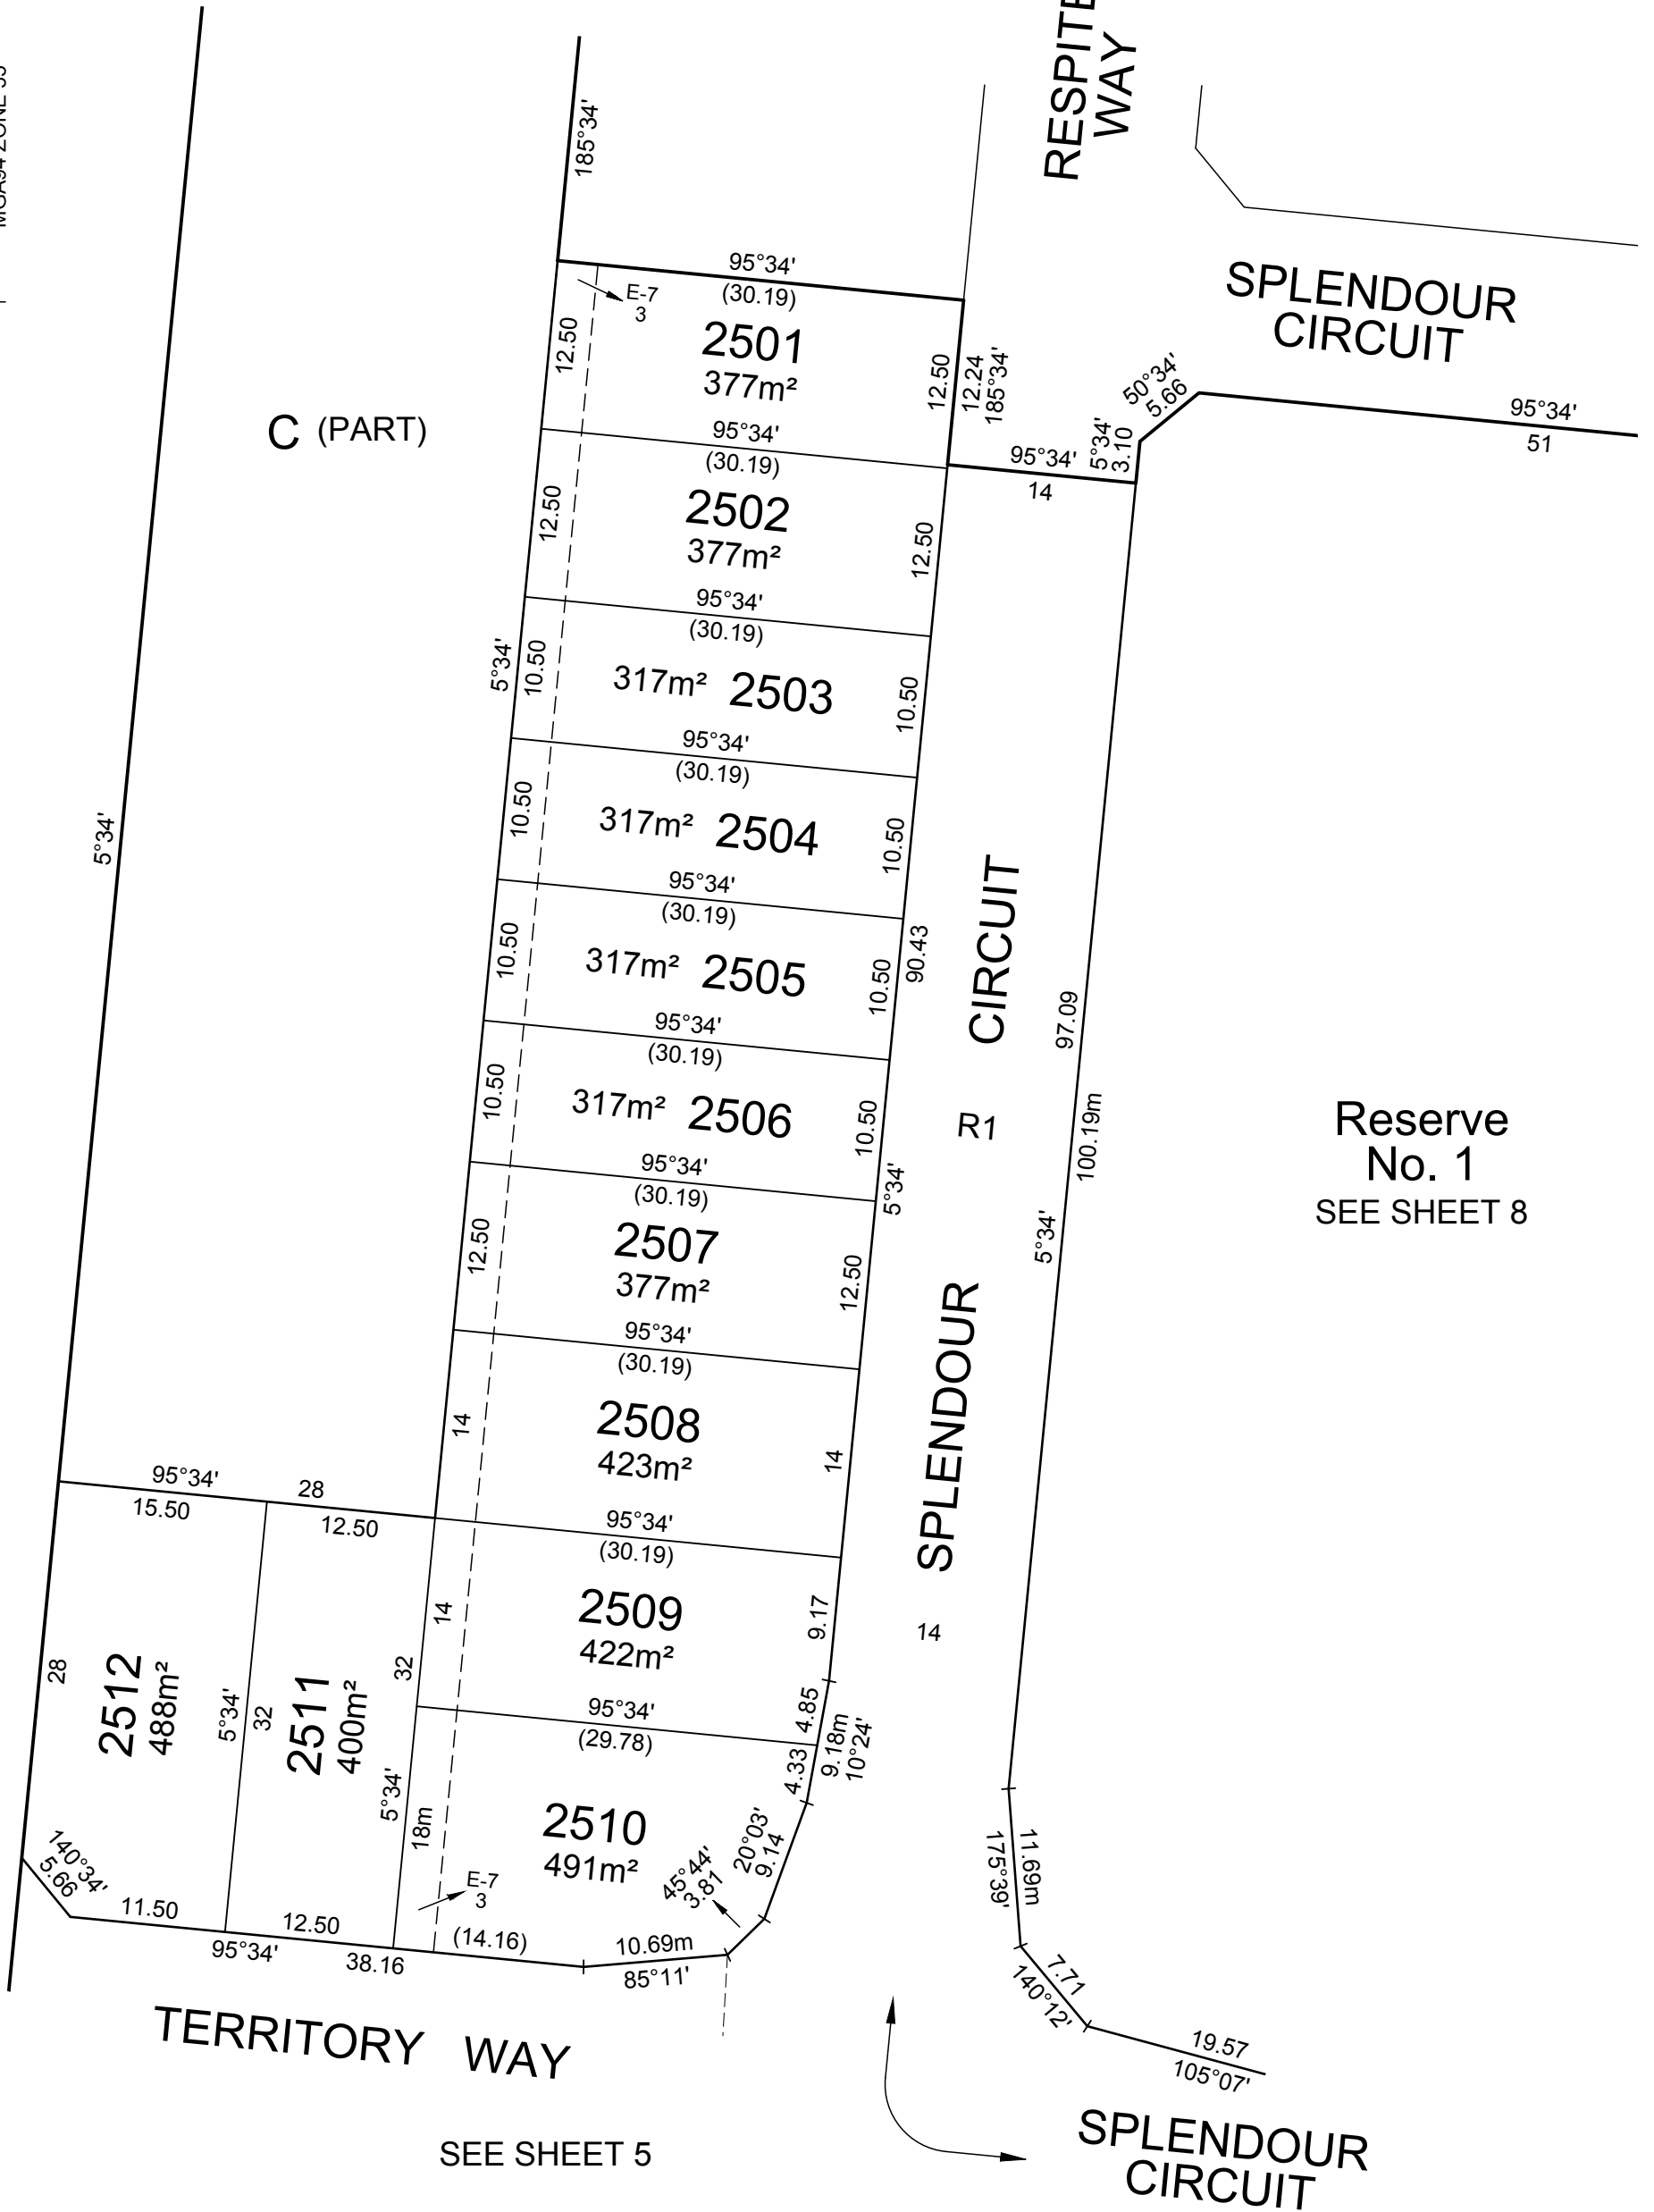 MGA94 ZONE 55
RESPITE
WAY
185°34'
SPLENDOUR
CIRCUIT
95°34'
(30.19)
E-7
3
2501
377m²
12.50
12.50
12.24
185°34'
50°34'
5.66
95°34'
51
5°34'
3.10
95°34'
14
C (PART)
95°34'
(30.19)
2502
377m²
12.50
12.50
95°34'
(30.19)
5°34'
10.50
317m² 2503
10.50
95°34'
(30.19)
10.50
317m² 2504
10.50
5°34'
95°34'
(30.19)
10.50
317m² 2505
10.50
90.43
CIRCUIT
97.09
95°34'
(30.19)
10.50
317m² 2506
10.50
R1
100.19m
Reserve
No. 1
SEE SHEET 8
95°34'
(30.19)
5°34'
5°34'
12.50
2507
377m²
12.50
95°34'
(30.19)
SPLENDOUR
14
2508
423m²
14
95°34'
28
15.50
12.50
95°34'
(30.19)
14
2509
422m²
9.17
14
28
2512
488m²
5°34'
32
2511
400m²
32
95°34'
(29.78)
4.85
9.18m
10°24'
4.33
5°34'
18m
2510
491m²
20°03'
9.14
45°44'
3.81
E-7
3
175°39'
11.69m
140°34'
5.66
11.50
12.50
(14.16)
10.69m
95°34'
38.16
85°11'
7.71
140°12'
19.57
105°07'
TERRITORY WAY
SEE SHEET 5
SPLENDOUR
CIRCUIT